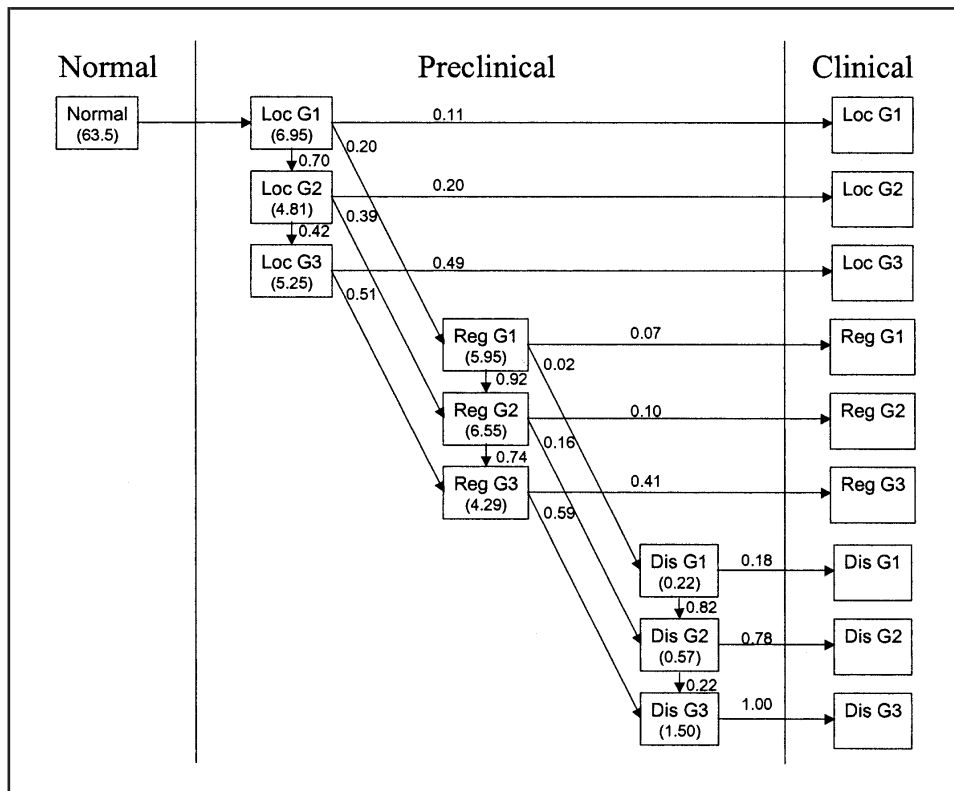 Normal Preclinical Clinical
Normal
(63.5)
Loc G1
(6.95)
0.11
Loc G1
0.20
0.70
Loc G2
(4.81)
0.20
Loc G2
0.39
0.42
Loc G3
(5.25)
0.49
Loc G3
0.51
Reg G1
(5.95)
0.07
Reg G1
0.02
0.92
Reg G2
(6.55)
0.10
Reg G2
0.16
0.74
Reg G3
(4.29)
0.41
Reg G3
0.59
Dis G1
(0.22)
0.18
Dis G1
0.82
Dis G2
(0.57)
0.78
Dis G2
0.22
Dis G3
(1.50)
1.00
Dis G3